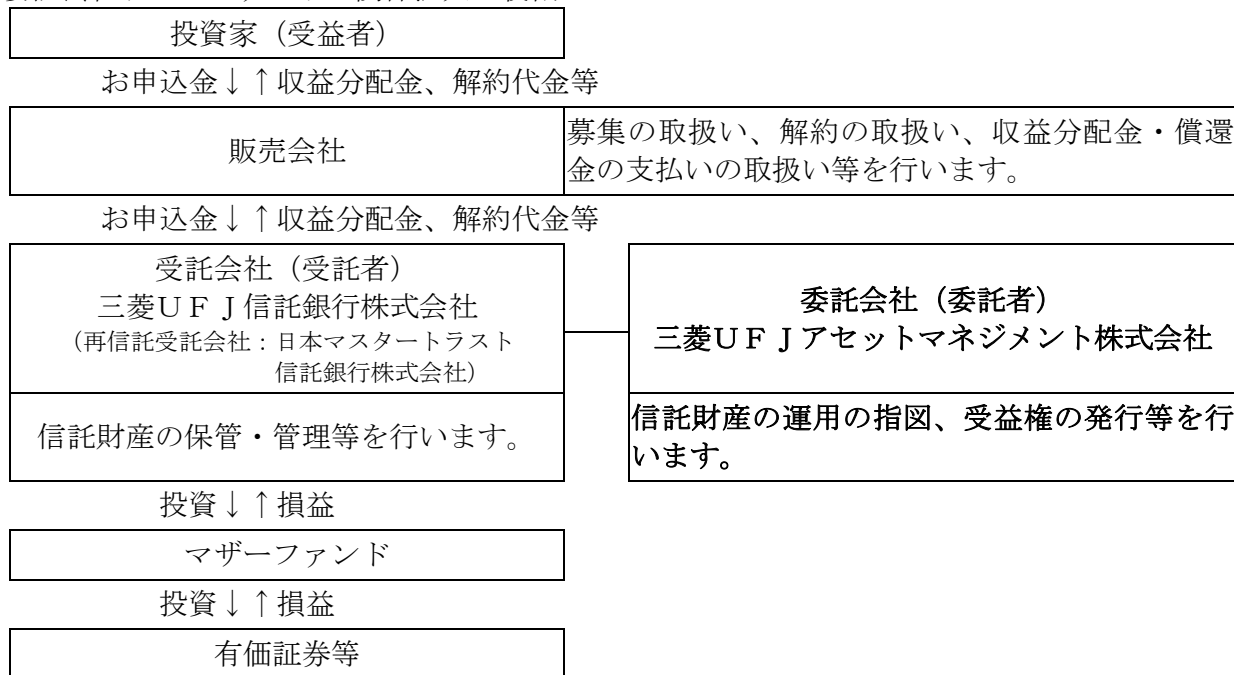 投資家（受益者）
お申込金↓↑収益分配金、解約代金等
販売会社
募集の取扱い、解約の取扱い、収益分配金・償還
金の支払いの取扱い等を行います。
お申込金↓↑収益分配金、解約代金等
受託会社（受託者）
三菱ＵＦＪ信託銀行株式会社
（再信託受託会社：日本マスタートラスト
信託銀行株式会社）
委託会社（委託者）
三菱ＵＦＪアセットマネジメント株式会社
信託財産の保管・管理等を行います。
信託財産の運用の指図、受益権の発行等を行
います。
投資↓↑損益
マザーファンド
投資↓↑損益
有価証券等